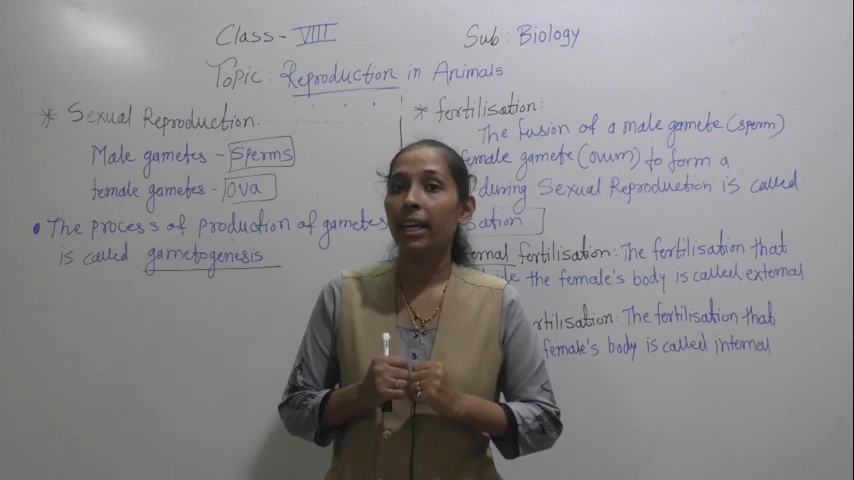 Class - VIII
Sub: Biology
Topic: Reproduction in Animals
* Sexual Reproduction.
Male gametes - Sperms
female gametes - Ova
• The process of production of gametes
is called gametogenesis
* fertilisation:
The fusion of a male gamete (sperm)
female gamete (ovum) to form a
during Sexual Reproduction is called
fertilisation: The fertilisation that
the female's body is called external
The fertilisation that
female's body is called internal